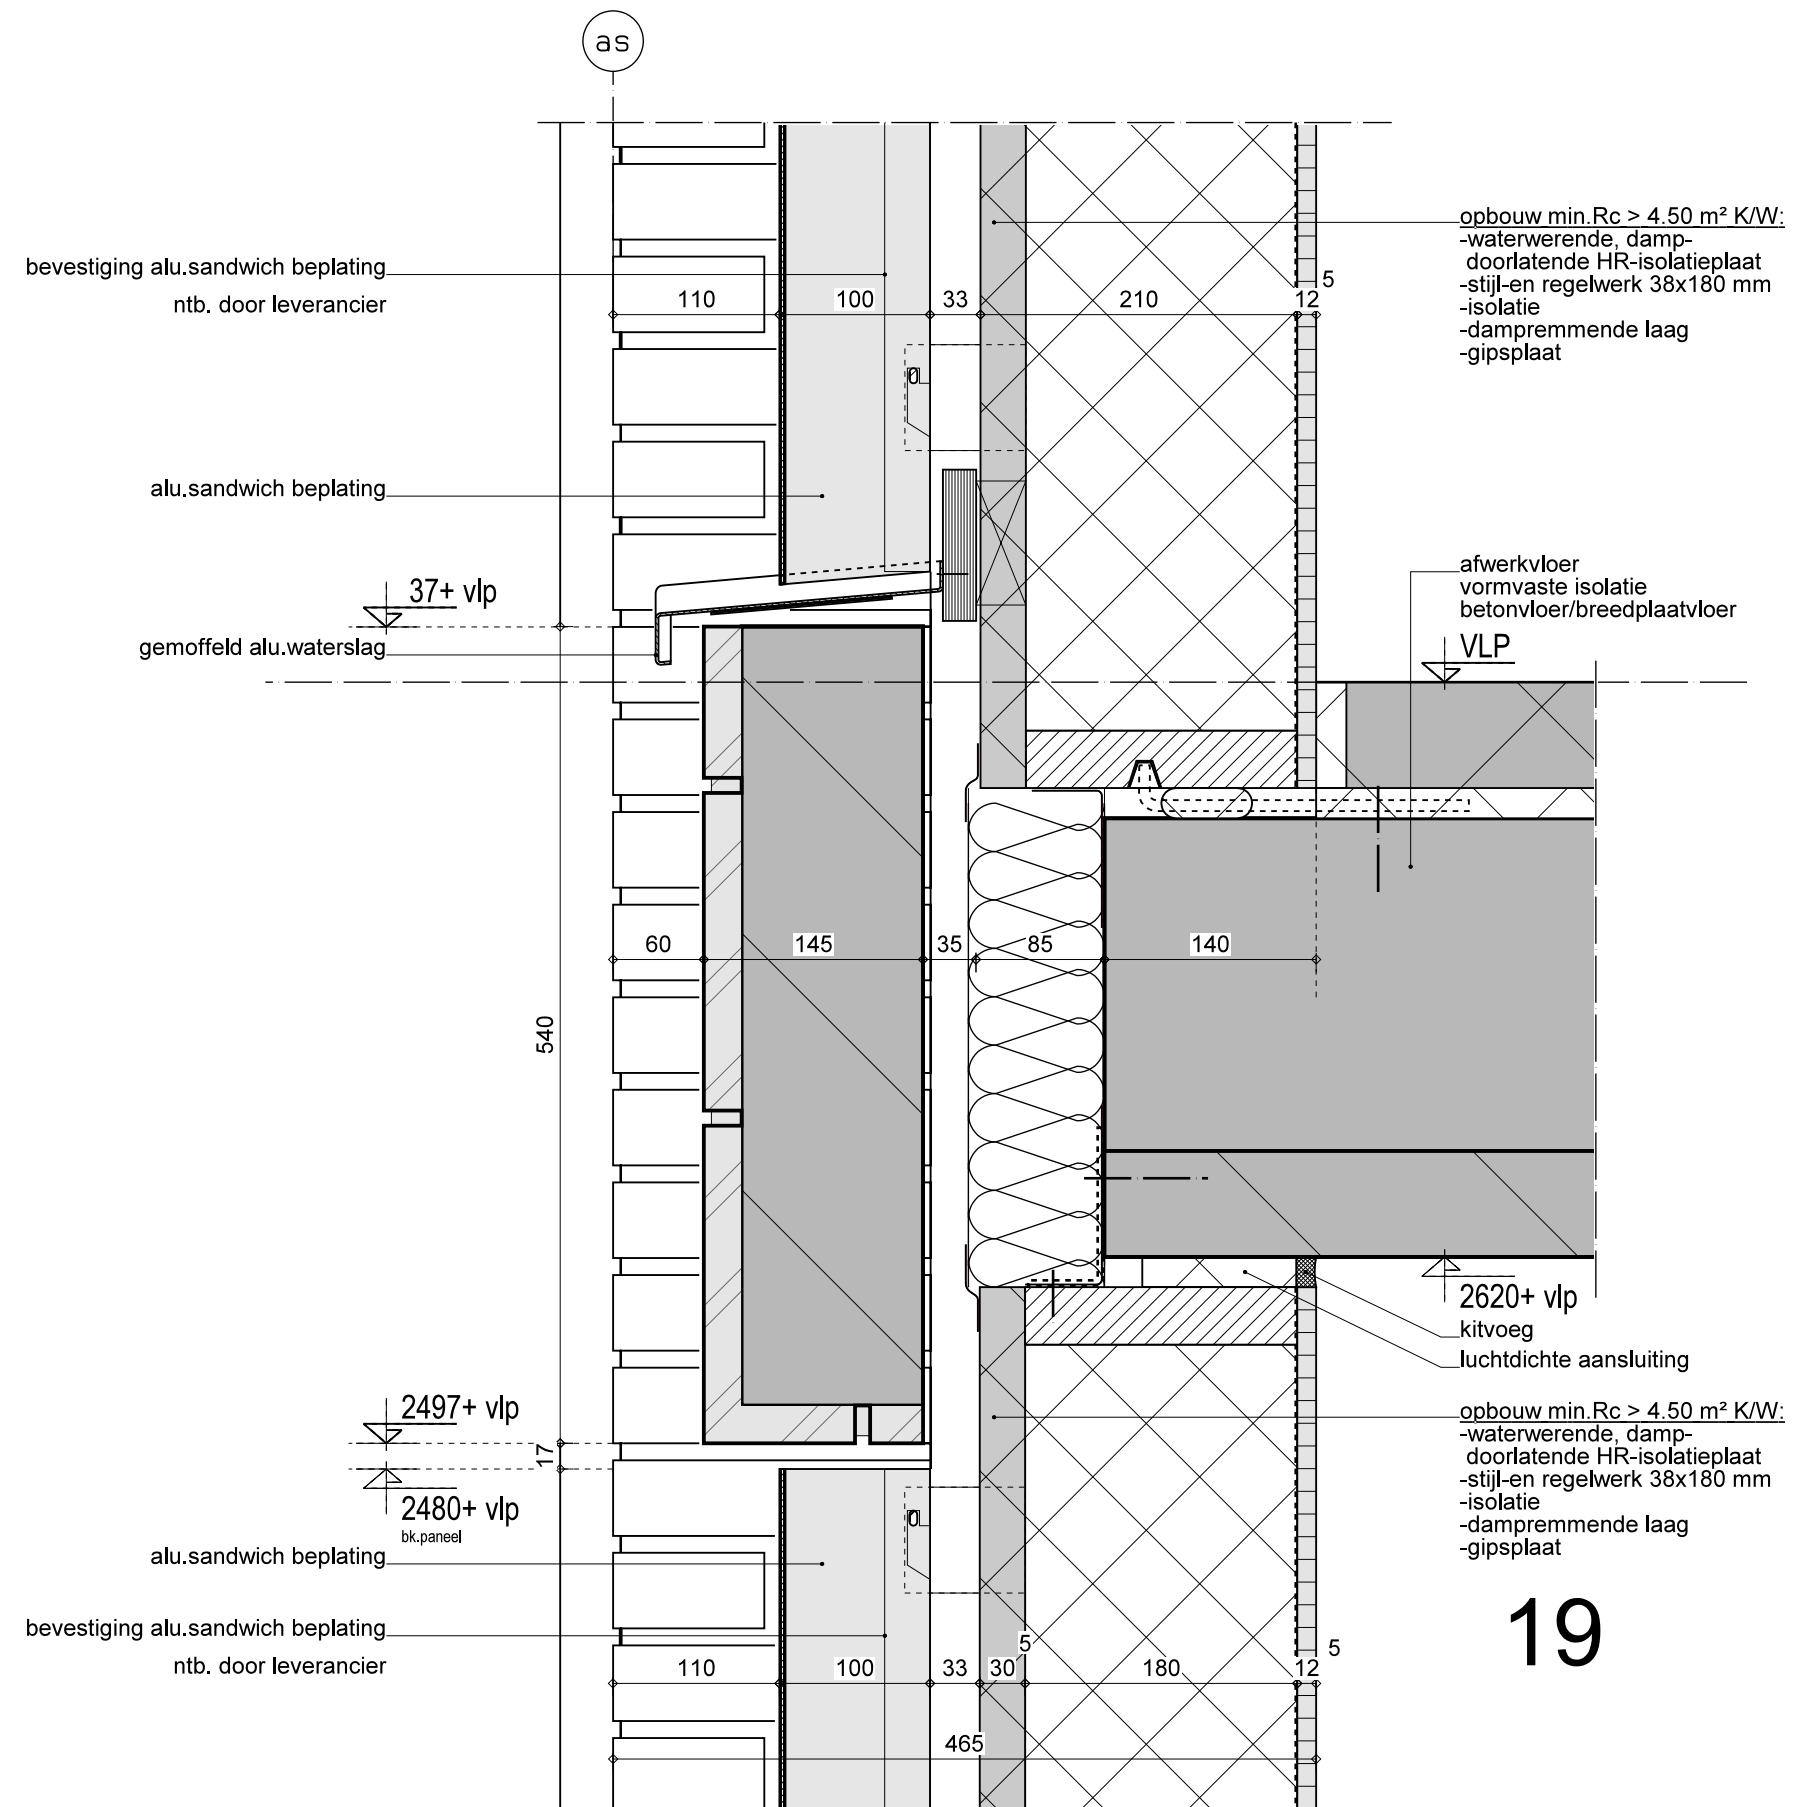 as
opbouw min.Rc > 4.50 m² K/W:
-waterwerende, damp-
doorlatende HR-isolatieplaat
-stijl-en regelwerk 38x180 mm
-isolatie
-dampremmende laag
-gipsplaat
bevestiging alu.sandwich beplating
ntb. door leverancier
5
110 100 33 210 12
alu.sandwich beplating
37+ vlp
gemoffeld alu.waterslag
afwerkvloer
vormvaste isolatie
betonvloer/breedplaatvloer
VLP
60 145 35 85 140
540
2620+ vlp
kitvoeg
luchtdichte aansluiting
2497+ vlp
17
2480+ vlp
bk.paneel
opbouw min.Rc > 4.50 m² K/W:
-waterwerende, damp-
doorlatende HR-isolatieplaat
-stijl-en regelwerk 38x180 mm
-isolatie
-dampremmende laag
-gipsplaat
alu.sandwich beplating
bevestiging alu.sandwich beplating
ntb. door leverancier
19
5 5
110 100 33 30 180 12
465